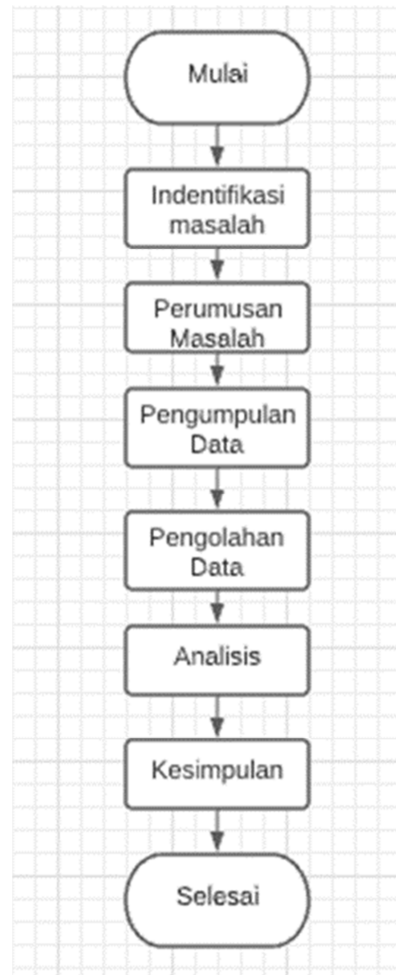 Mulai
Indentifikasi
masalah
Perumusan
Masalah
Pengumpulan
Data
Pengolahan
Data
Analisis
Kesimpulan
Selesai